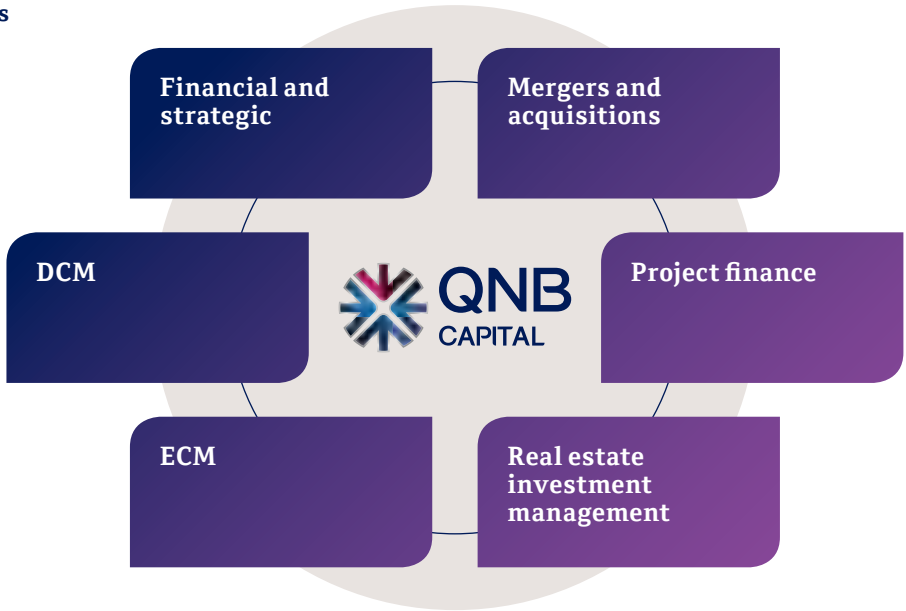 s
Financial and
strategic
Mergers and
acquisitions
DCM
QNB
CAPITAL
Project finance
ECM
Real estate
investment
management